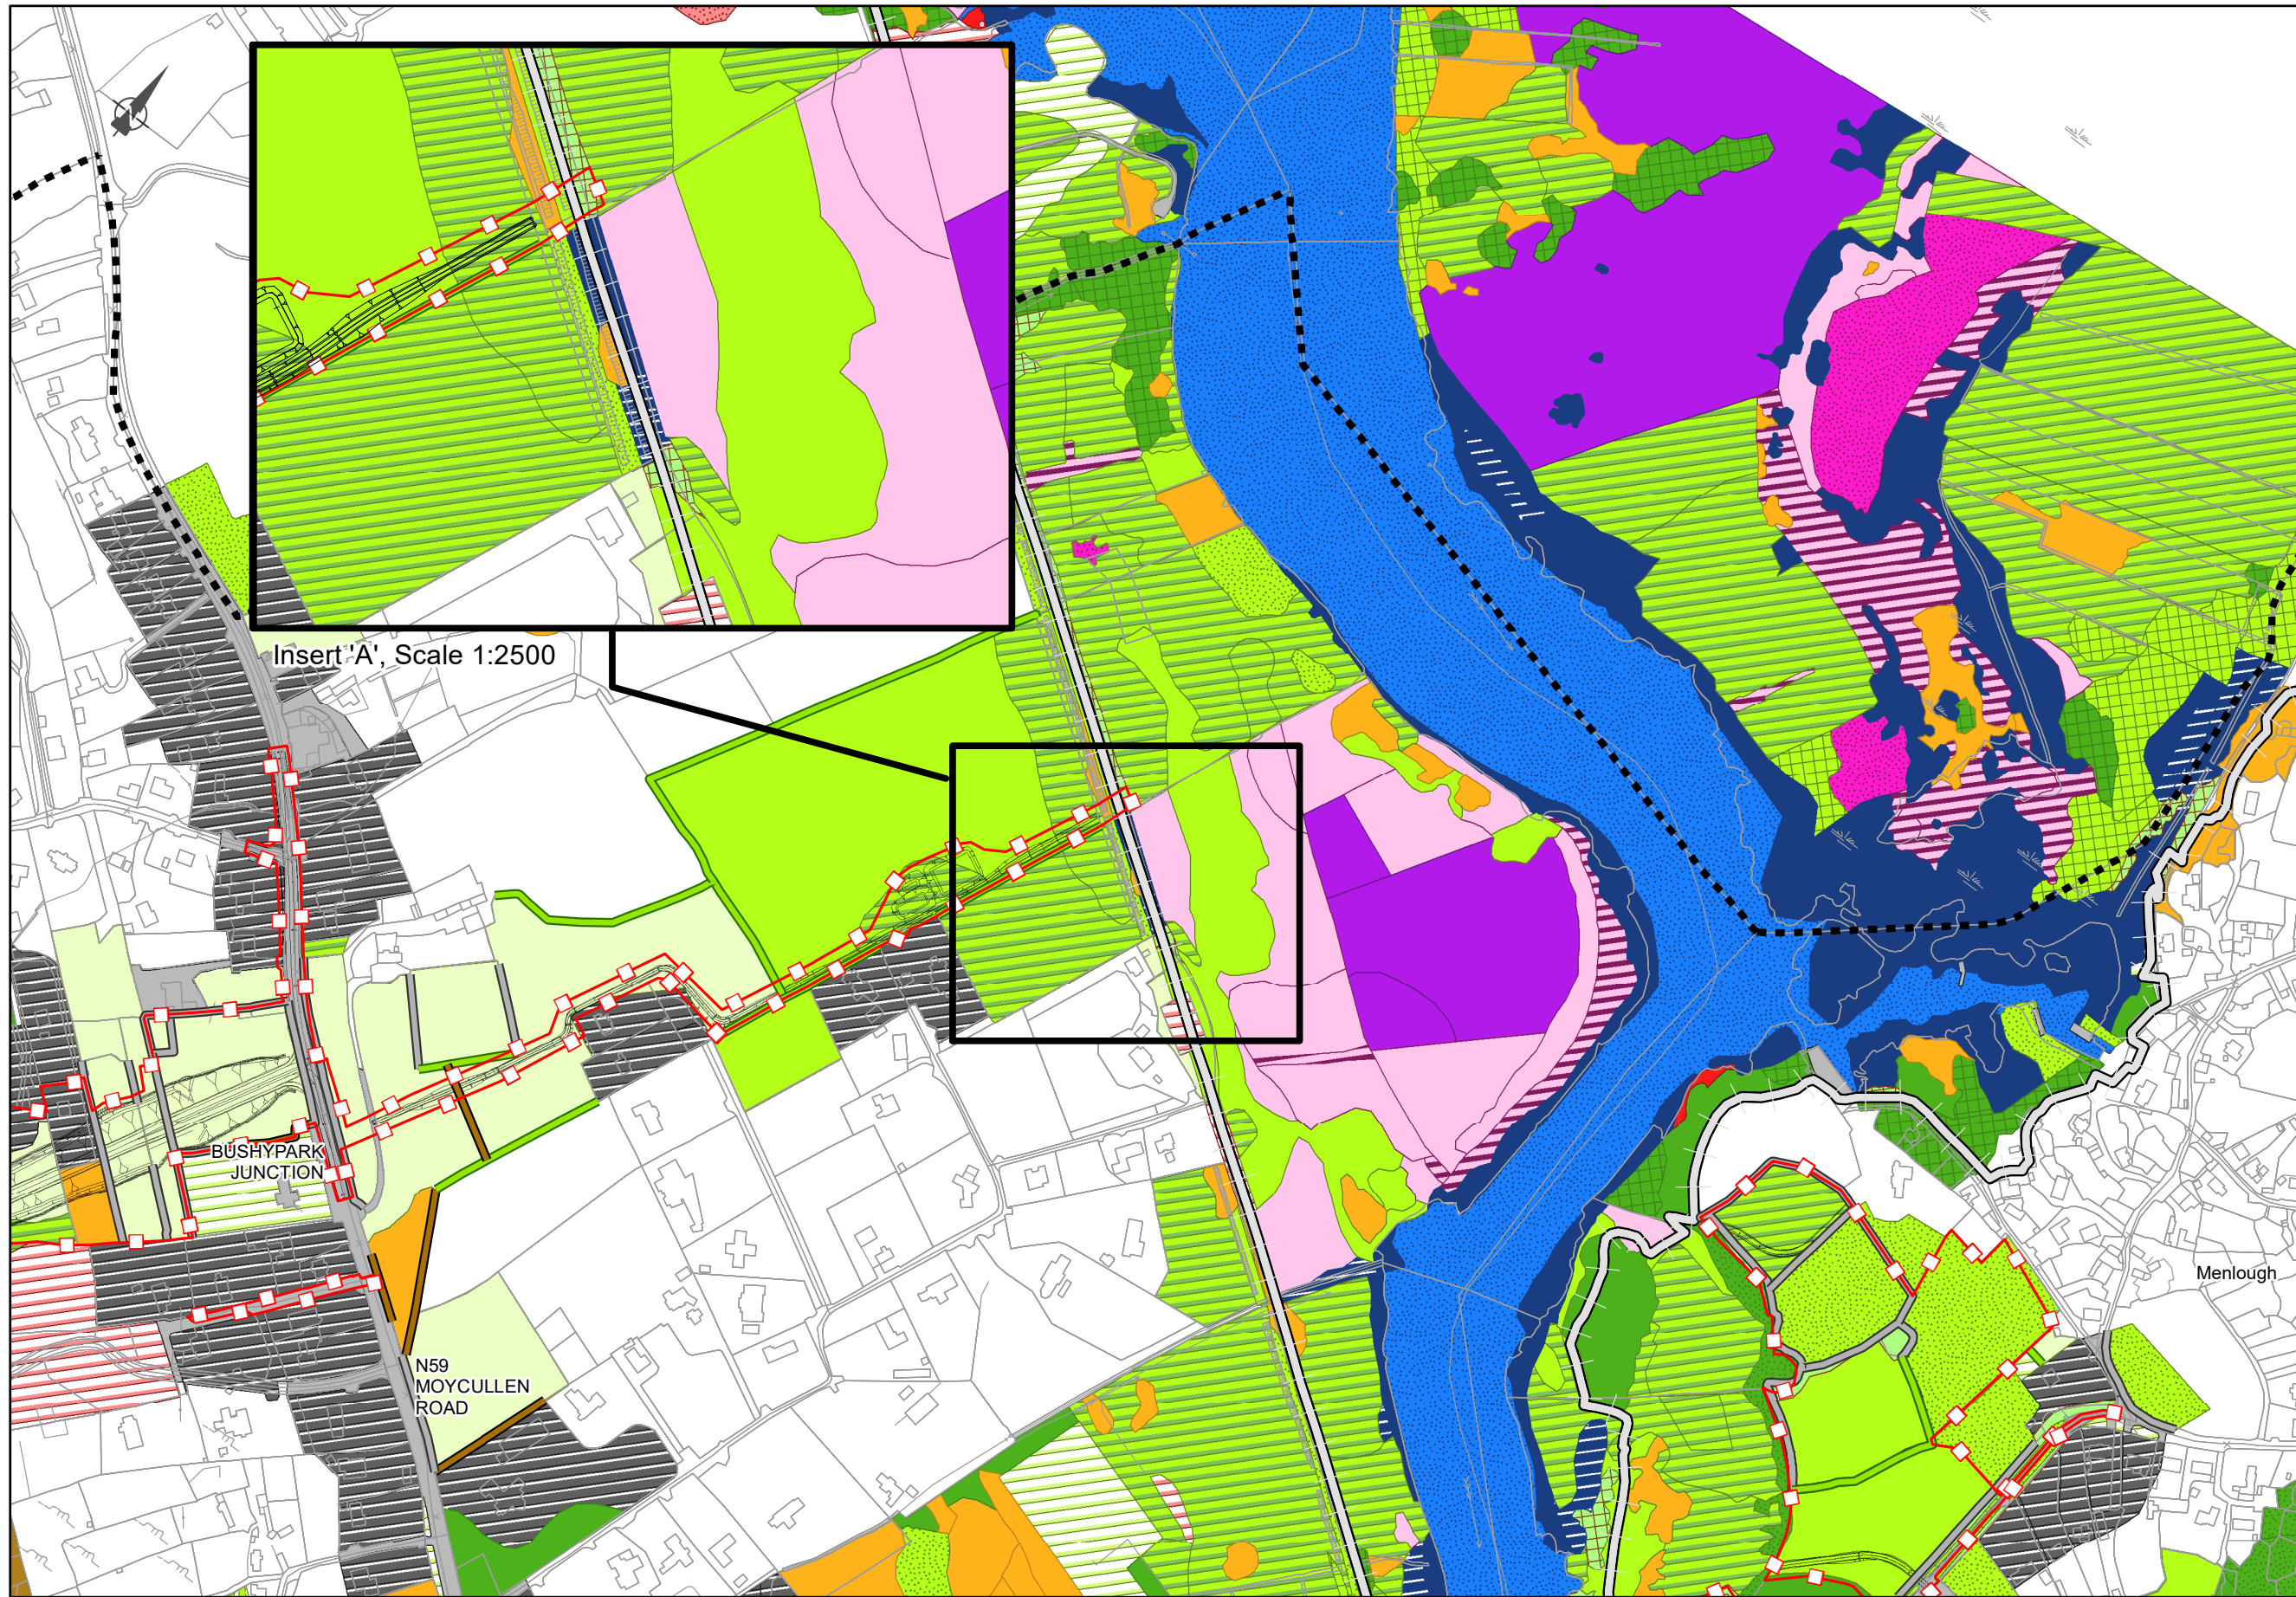 Insert 'A', Scale 1:2500
BUSHYPARK
JUNCTION
N59
MOYCULLEN
ROAD
Menlough